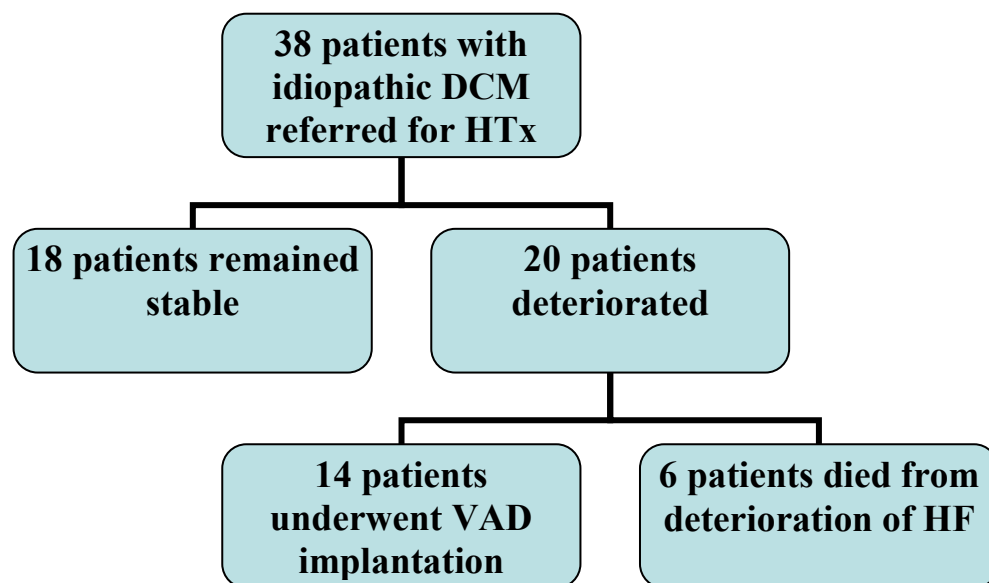 38 patients with
idiopathic DCM
referred for HTx
18 patients remained
stable
20 patients
deteriorated
14 patients
underwent VAD
implantation
6 patients died from
deterioration of HF